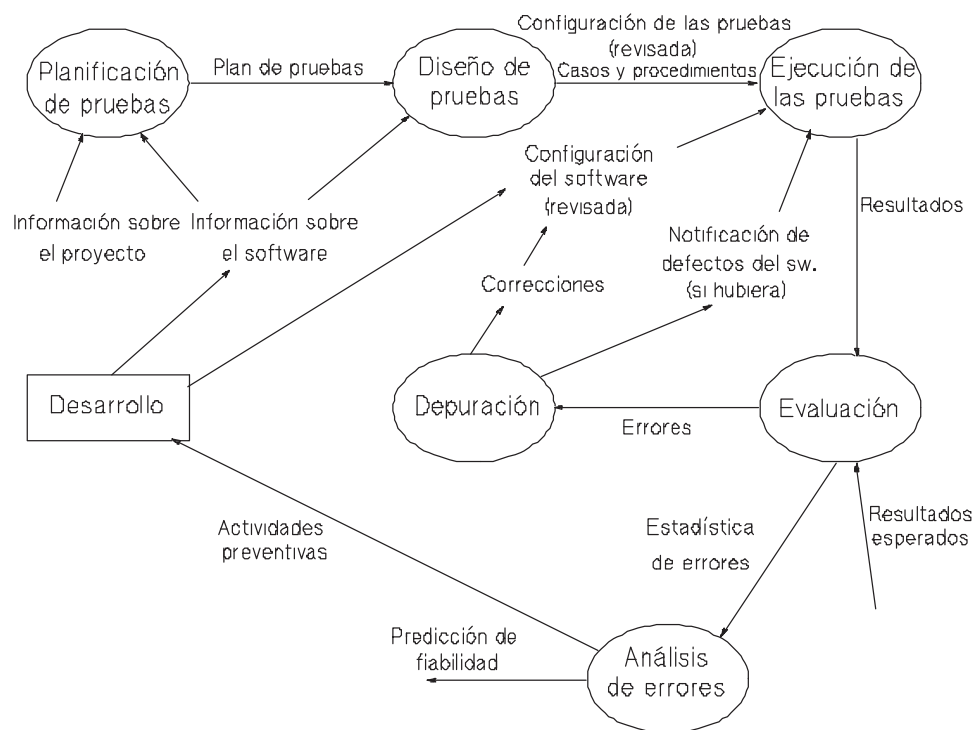 Planificación
de pruebas
Plan de pruebas
Diseño de
pruebas
Configuración de las pruebas
(revisada)
Casos y procedimientos
Ejecución de
las pruebas
Información sobre
el proyecto
Información sobre
el software
Configuración
del software
(revisada)
Resultados
Notificación de
defectos del sw.
(si hubiera)
Correcciones
Desarrollo
Depuración
Errores
Evaluación
Actividades
preventivas
Estadística
de errores
Resultados
esperados
Predicción de
fiabilidad
Análisis
de errores